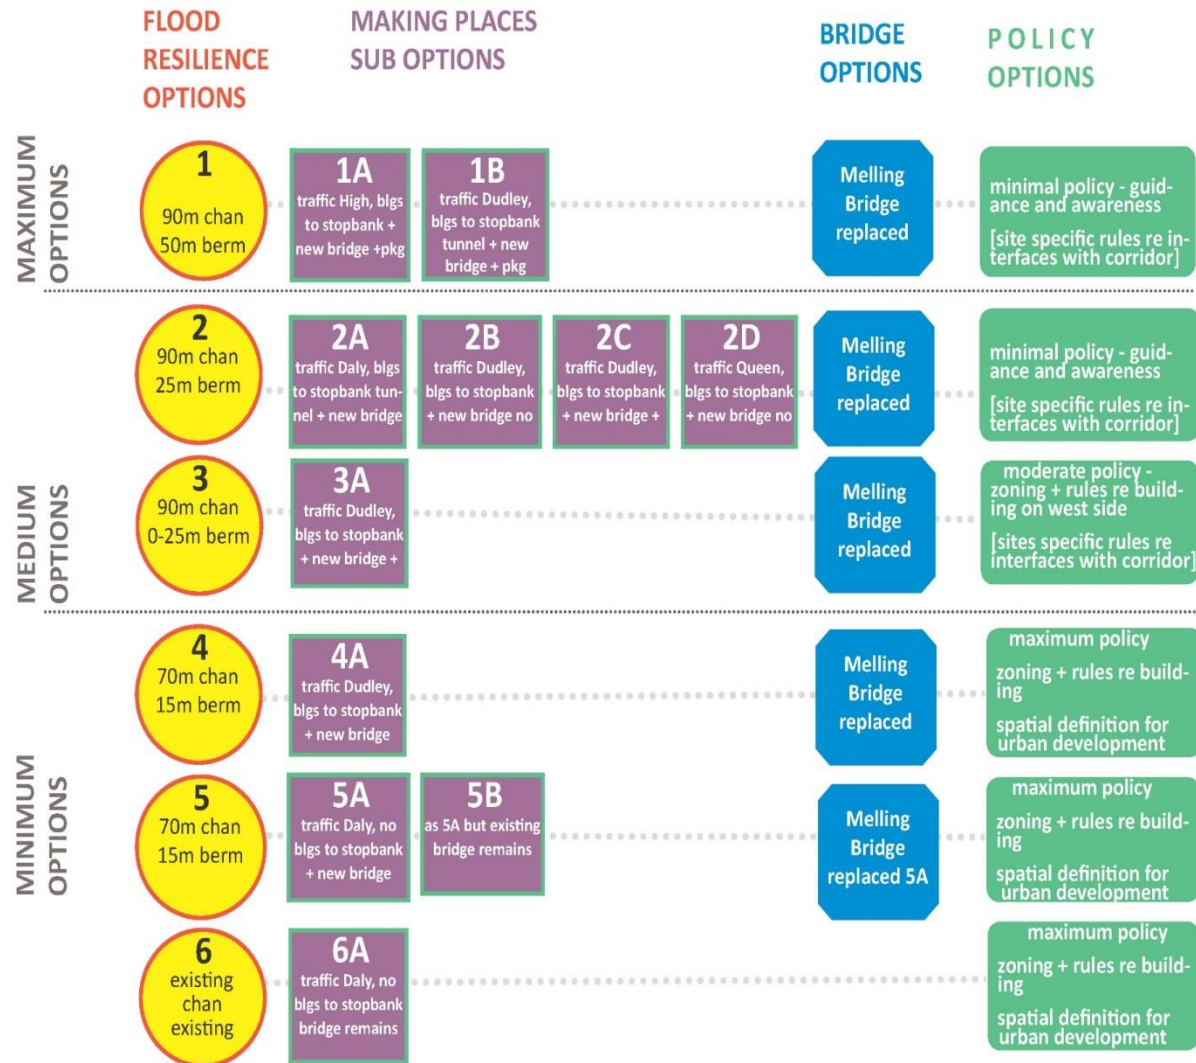 FLOOD
RESILIENCE
OPTIONS
MAKING PLACES
SUB OPTIONS
BRIDGE
OPTIONS
POLICY
OPTIONS
MAXIMUM
OPTIONS
1
90m chan
50m berm
1A
traffic High, blgs
to stopbank +
new bridge +pkg
1B
traffic Dudley,
blgs to stopbank
tunnel + new
bridge + pkg
Melling
Bridge
replaced
minimal policy - guid-
ance and awareness
[site specific rules re in-
terfaces with corridor]
MEDIUM
OPTIONS
2
90m chan
25m berm
2A
traffic Daly, blgs
to stopbank tun-
nel + new bridge
2B
traffic Dudley,
blgs to stopbank
+ new bridge no
2C
traffic Dudley,
blgs to stopbank
+ new bridge +
2D
traffic Queen,
blgs to stopbank
+ new bridge no
Melling
Bridge
replaced
minimal policy - guid-
ance and awareness
[site specific rules re in-
terfaces with corridor]
3
90m chan
0-25m berm
3A
traffic Dudley,
blgs to stopbank
+ new bridge +
Melling
Bridge
replaced
moderate policy -
zoning + rules re build-
ing on west side
[sites specific rules re
interfaces with corridor]
MINIMUM
OPTIONS
4
70m chan
15m berm
4A
traffic Dudley,
blgs to stopbank
+ new bridge
Melling
Bridge
replaced
maximum policy
zoning + rules re build-
ing
spatial definition for
urban development
5
70m chan
15m berm
5A
traffic Daly, no
blgs to stopbank
+ new bridge
5B
as 5A but existing
bridge remains
Melling
Bridge
replaced 5A
maximum policy
zoning + rules re build-
ing
spatial definition for
urban development
6
existing
chan
existing
6A
traffic Daly, no
blgs to stopbank
bridge remains
maximum policy
zoning + rules re build-
ing
spatial definition for
urban development